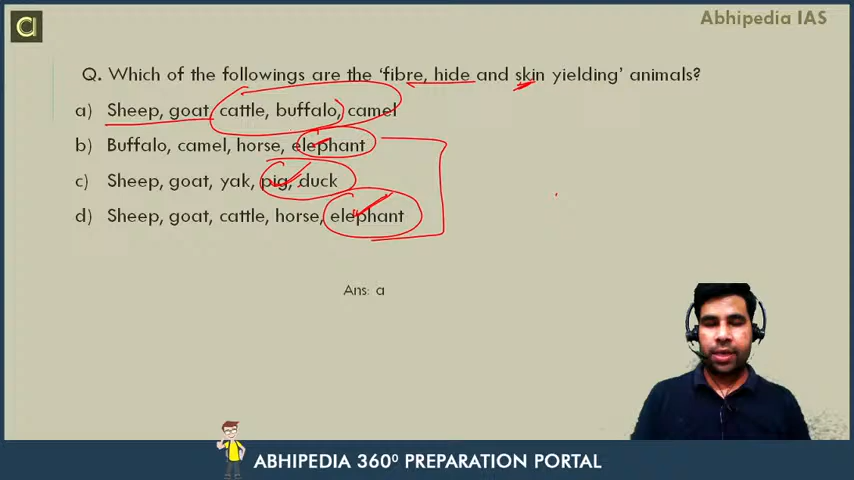 Abhipedia IAS
a
Q. Which of the followings are the 'fibre, hide and skin yielding' animals?
a) Sheep, goat, cattle, buffalo, camel
b) Buffalo, camel, horse, elephant
c) Sheep, goat, yak, pig, duck
d) Sheep, goat, cattle, horse, elephant
Ans: a
ABHIPEDIA 360⁰ PREPARATION PORTAL